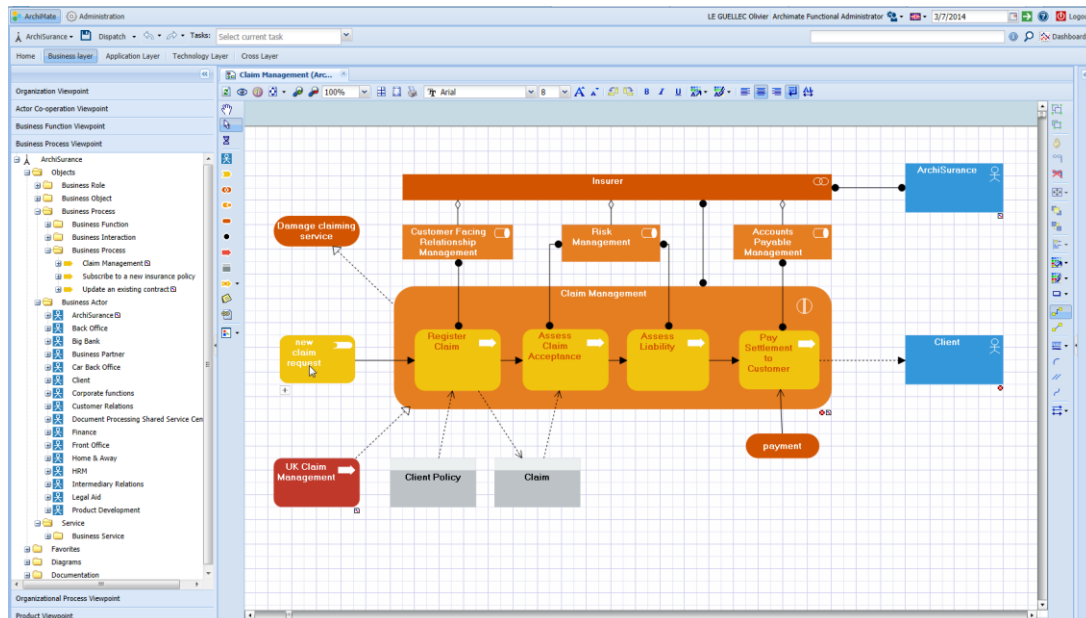 ArchiMate Administration LE GUELLEC Olivier Archimate Functional Administrator 3/7/2014 Logou
ArchiSurance Dispatch Tasks: Select current task Dashboard
Home Business layer Application Layer Technology Layer Cross Layer
Claim Management (Arc...
100% Arial 8 A A B I U
Organization Viewpoint
Actor Co-operation Viewpoint
Business Function Viewpoint
Business Process Viewpoint
ArchiSurance
Objects
Business Role
Business Object
Business Process
Business Function
Business Interaction
Business Process
Claim Management
Subscribe to a new insurance policy
Update an existing contract
Business Actor
ArchiSurance
Back Office
Big Bank
Business Partner
Car Back Office
Client
Corporate functions
Customer Relations
Document Processing Shared Service Cen
Finance
Front Office
Home & Away
HRM
Intermediary Relations
Legal Aid
Product Development
Service
Business Service
Favorites
Diagrams
Documentation
Organizational Process Viewpoint
Product Viewpoint
Insurer
ArchiSurance
Damage claiming
service
Customer Facing
Relationship
Management
Risk
Management
Accounts
Payable
Management
Claim Management
new
claim
request
Register
Claim
Assess
Claim
Acceptance
Assess
Liability
Pay
Settlement
to
Customer
Client
payment
UK Claim
Management
Client Policy
Claim